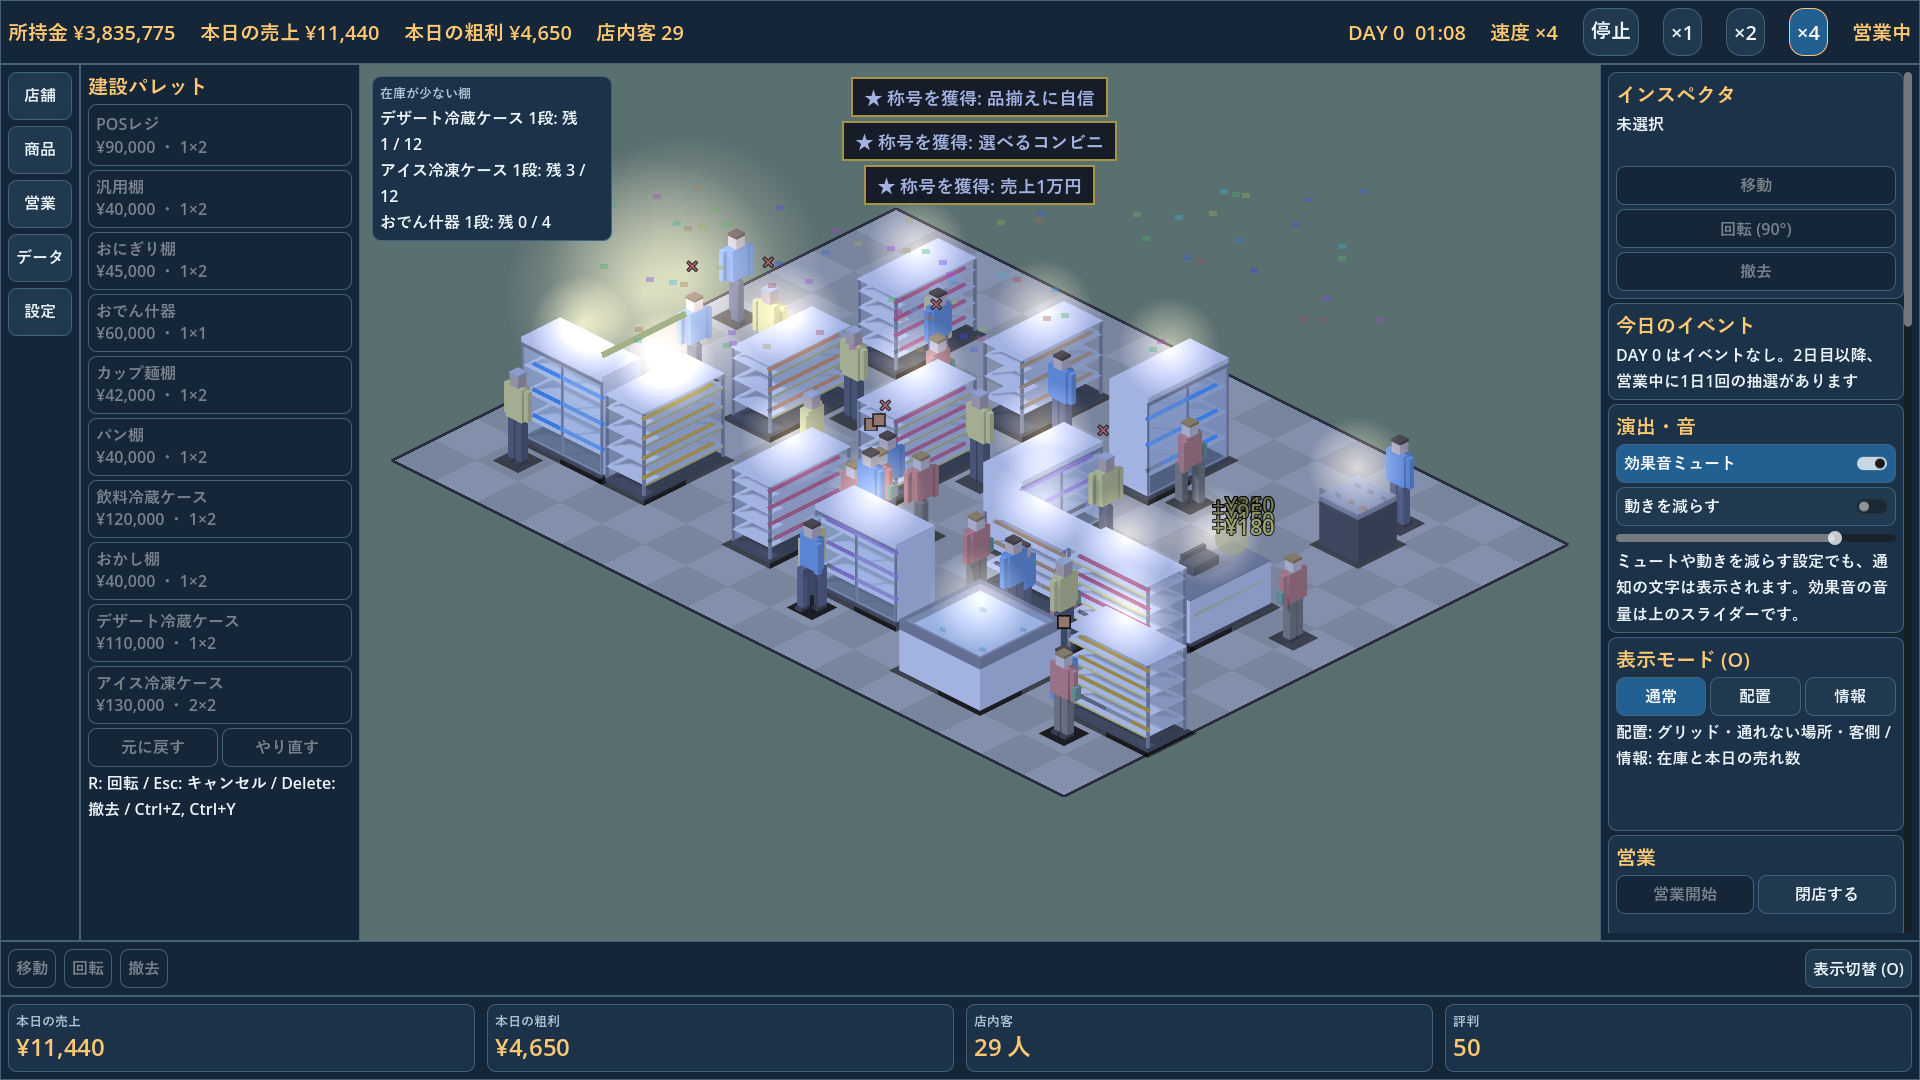 所持金 ¥3,835,775 本日の売上 ¥11,440 本日の粗利 ¥4,650 店内客 29
DAY 0 01:08 速度 ×4 停止 ×1 ×2 ×4 営業中
店舗
商品
営業
データ
設定
建設パレット
POSレジ
¥90,000 ・ 1×2
汎用棚
¥40,000 ・ 1×2
おにぎり棚
¥45,000 ・ 1×2
おでん什器
¥60,000 ・ 1×1
カップ麺棚
¥42,000 ・ 1×2
パン棚
¥40,000 ・ 1×2
飲料冷蔵ケース
¥120,000 ・ 1×2
おかし棚
¥40,000 ・ 1×2
デザート冷蔵ケース
¥110,000 ・ 1×2
アイス冷凍ケース
¥130,000 ・ 2×2
元に戻す やり直す
R: 回転 / Esc: キャンセル / Delete:
撤去 / Ctrl+Z, Ctrl+Y
在庫が少ない棚
デザート冷蔵ケース 1段: 残
1 / 12
アイス冷凍ケース 1段: 残 3 /
12
おでん什器 1段: 残 0 / 4
★ 称号を獲得: 品揃えに自信
★ 称号を獲得: 選べるコンビニ
★ 称号を獲得: 売上1万円
+¥180
インスペクタ
未選択
移動
回転 (90°)
撤去
今日のイベント
DAY 0 はイベントなし。2日目以降、
営業中に1日1回の抽選があります
演出・音
効果音ミュート
動きを減らす
ミュートや動きを減らす設定でも、通
知の文字は表示されます。効果音の音
量は上のスライダーです。
表示モード (O)
通常 配置 情報
配置: グリッド・通れない場所・客側 /
情報: 在庫と本日の売れ数
営業
営業開始 閉店する
移動 回転 撤去
表示切替 (O)
本日の売上
¥11,440
本日の粗利
¥4,650
店内客
29 人
評判
50